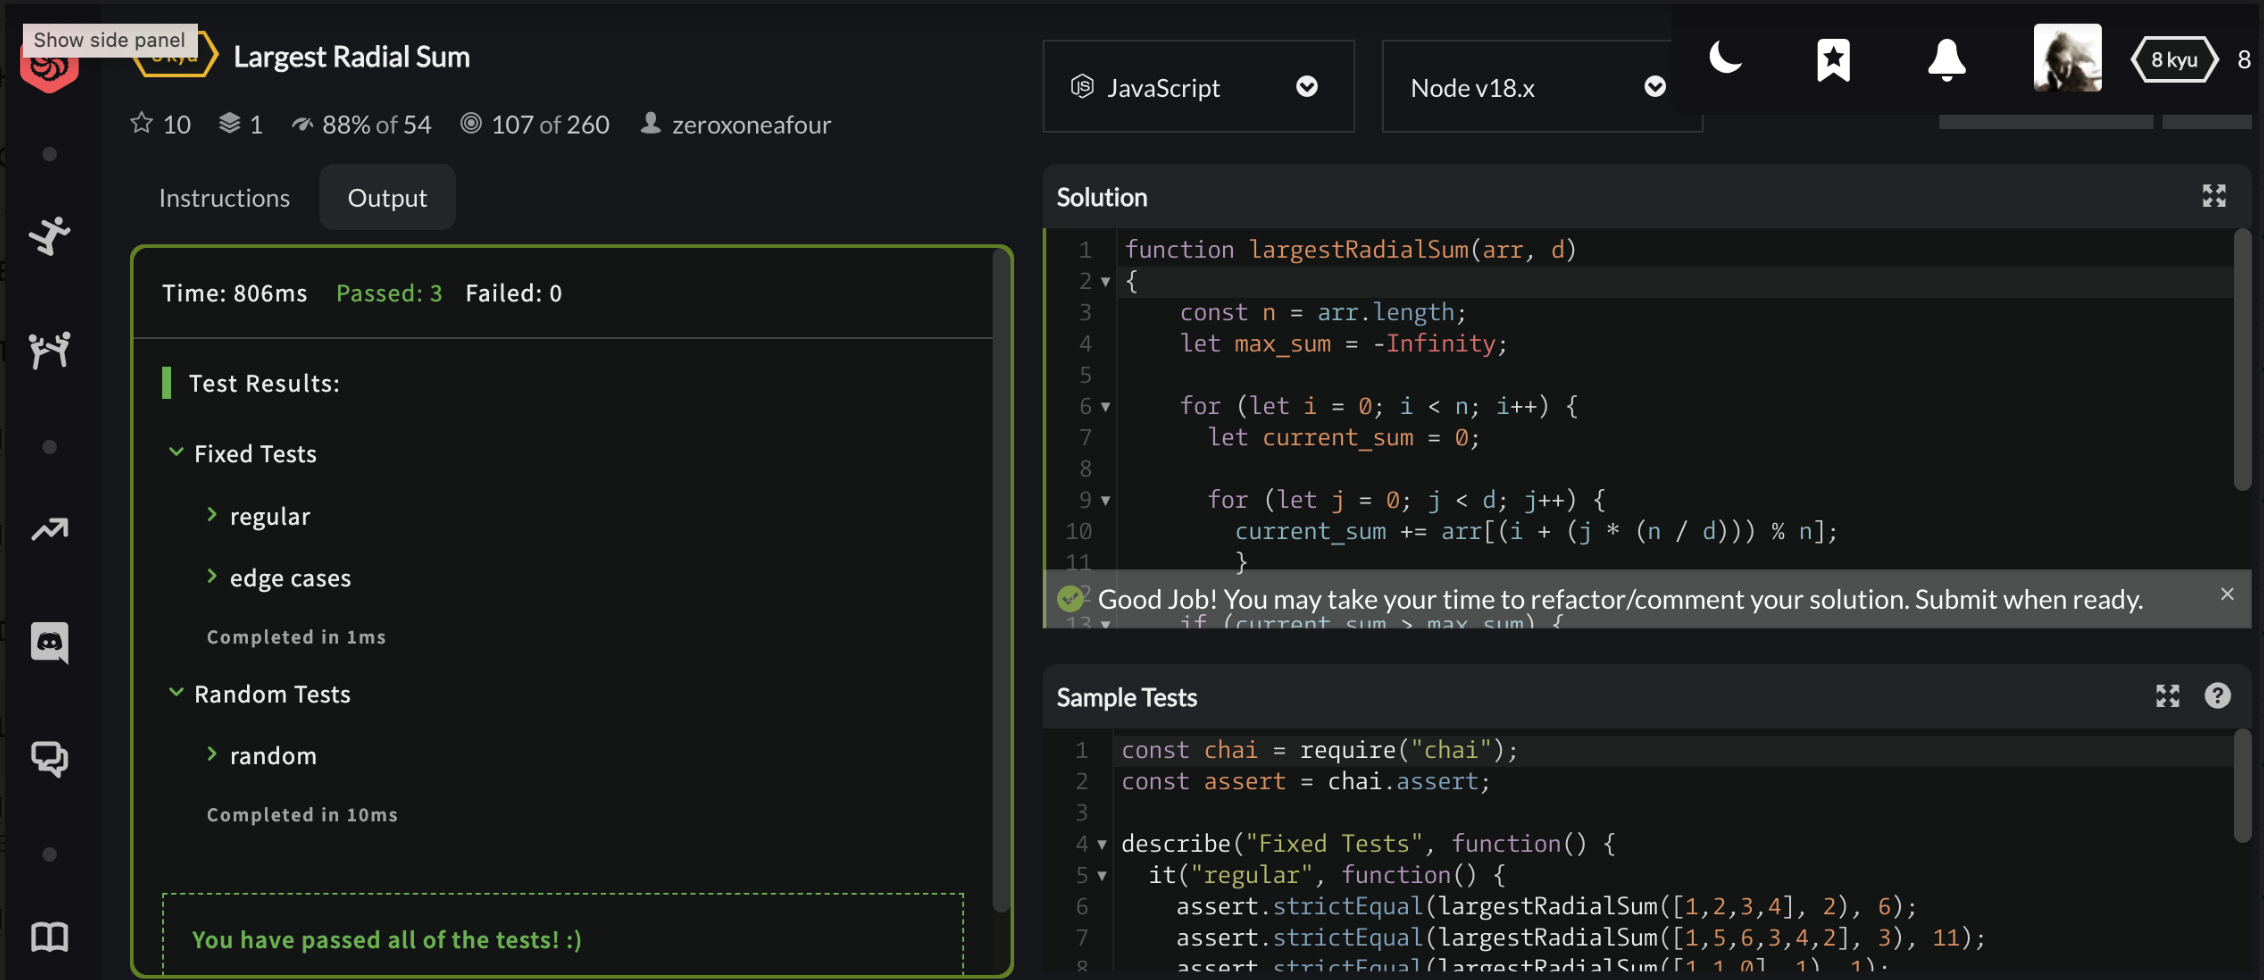 Show side panel
Largest Radial Sum
JavaScript
Node v18.x
8 kyu
8
10
1
88% of 54
107 of 260
zeroxoneafour
Instructions
Output
Time: 806ms
Passed: 3
Failed: 0
Test Results:
Fixed Tests
regular
edge cases
Completed in 1ms
Random Tests
random
Completed in 10ms
You have passed all of the tests! :)
Solution
1 function largestRadialSum(arr, d)
2 {
3 const n = arr.length;
4 let max_sum = -Infinity;
5
6 for (let i = 0; i < n; i++) {
7 let current_sum = 0;
8
9 for (let j = 0; j < d; j++) {
10 current_sum += arr[(i + (j * (n / d))) % n];
11 }
Good Job! You may take your time to refactor/comment your solution. Submit when ready.
13 if (current_sum > max_sum) {
Sample Tests
1 const chai = require("chai");
2 const assert = chai.assert;
3
4 describe("Fixed Tests", function() {
5 it("regular", function() {
6 assert.strictEqual(largestRadialSum([1,2,3,4], 2), 6);
7 assert.strictEqual(largestRadialSum([1,5,6,3,4,2], 3), 11);
8 assert.strictEqual(largestRadialSum([1,1,0], 1), 1);